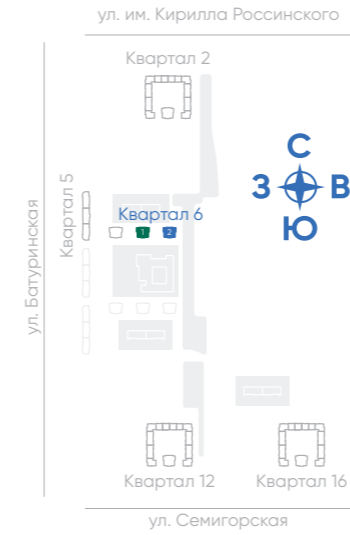 ул. им. Кирилла Россинского
Квартал 2
С
З В
Ю
Квартал 5
ул. Батуринская
Квартал 6
1 2
Квартал 12
Квартал 16
ул. Семигорская